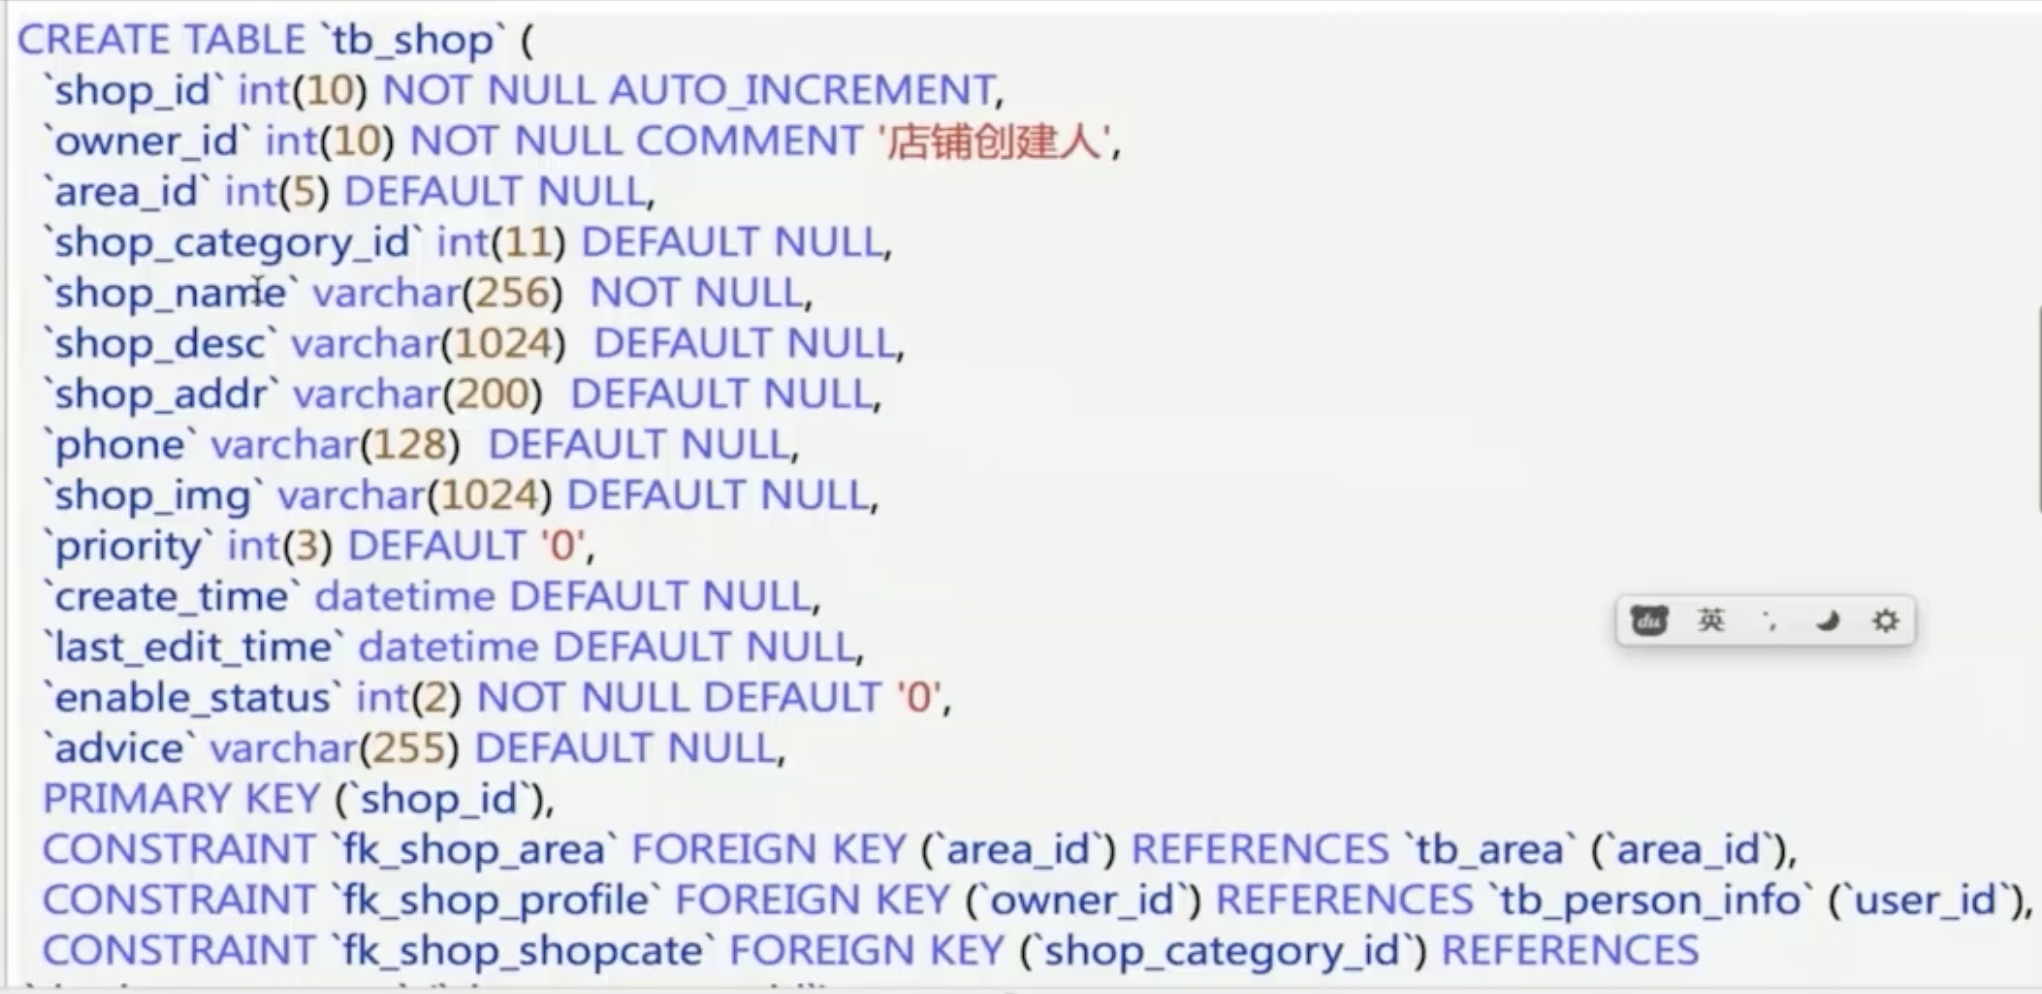 CREATE TABLE `tb_shop` (
`shop_id` int(10) NOT NULL AUTO_INCREMENT,
`owner_id` int(10) NOT NULL COMMENT '店铺创建人',
`area_id` int(5) DEFAULT NULL,
`shop_category_id` int(11) DEFAULT NULL,
`shop_name` varchar(256)  NOT NULL,
`shop_desc` varchar(1024)  DEFAULT NULL,
`shop_addr` varchar(200)  DEFAULT NULL,
`phone` varchar(128)  DEFAULT NULL,
`shop_img` varchar(1024) DEFAULT NULL,
`priority` int(3) DEFAULT '0',
`create_time` datetime DEFAULT NULL,
`last_edit_time` datetime DEFAULT NULL,
`enable_status` int(2) NOT NULL DEFAULT '0',
`advice` varchar(255) DEFAULT NULL,
PRIMARY KEY (`shop_id`),
CONSTRAINT `fk_shop_area` FOREIGN KEY (`area_id`) REFERENCES `tb_area` (`area_id`),
CONSTRAINT `fk_shop_profile` FOREIGN KEY (`owner_id`) REFERENCES `tb_person_info` (`user_id`),
CONSTRAINT `fk_shop_shopcate` FOREIGN KEY (`shop_category_id`) REFERENCES
du 英